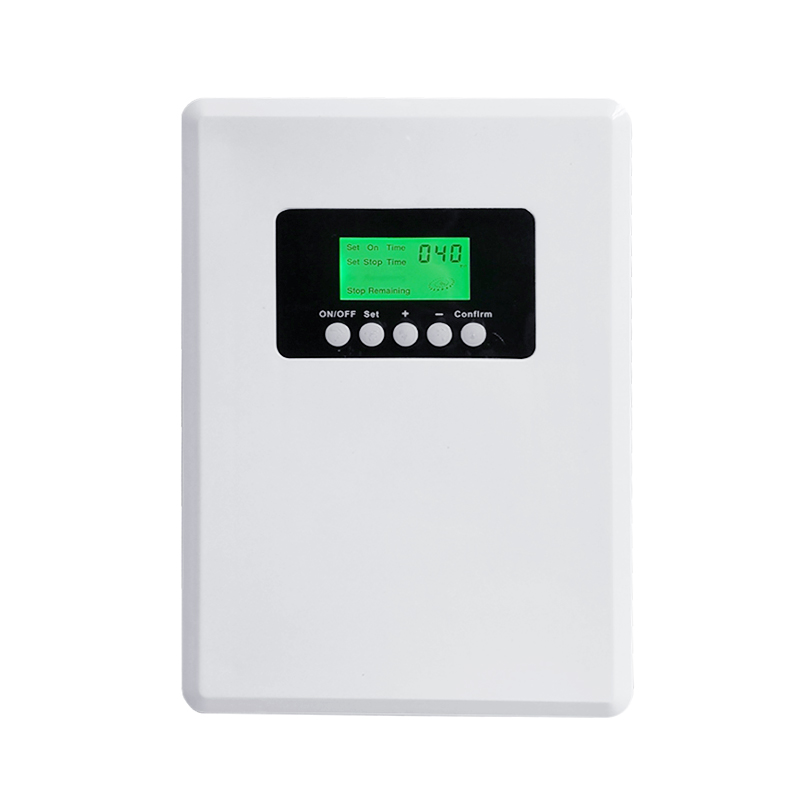 Set On Time 040
Set Stop Time
Stop Remaining
ON/OFF Set + − Confirm